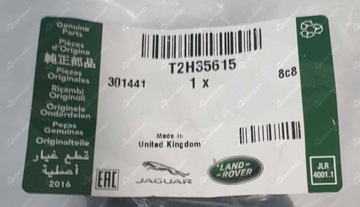 Genuine
Parts
Pièces
d'Origine
純正部品
Piezas
Originales
Ricambi
Originali
Originele
Onderdelen
Peças
Genuínas
Originalteile
قطع غيار
أصلية
2016
T2H35615
301441
1 x
8c8
Made in
United Kingdom
EAC
JAGUAR
LAND
ROVER
JLR
4001.1